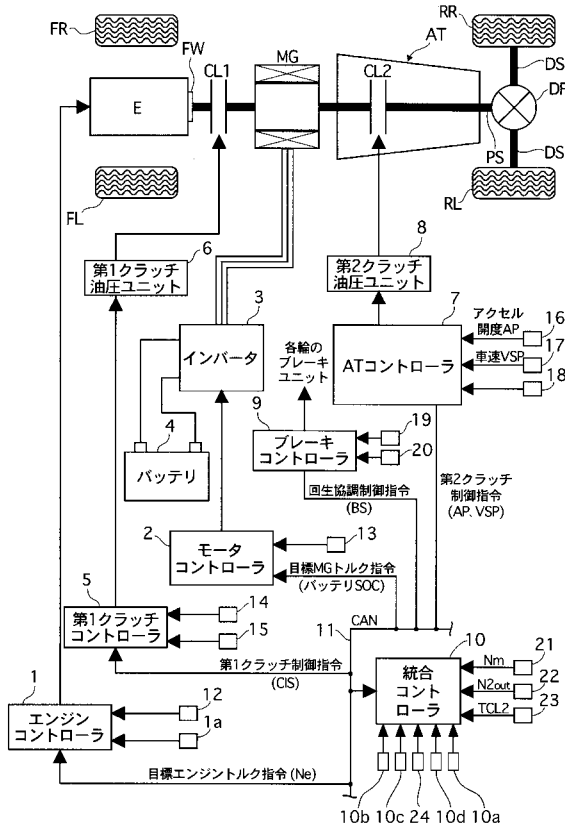 FR
RR
AT
FW
MG
DS
CL1
CL2
E
DF
PS
DS
FL
RL
6
8
第1クラッチ
油圧ユニット
第2クラッチ
油圧ユニット
3
7
アクセル
開度AP
16
インバータ
各輪の
ブレーキ
ユニット
ATコントローラ
車速VSP
17
18
9
4
ブレーキ
コントローラ
19
20
バッテリ
第2クラッチ
制御指令
(AP、VSP)
回生協調制御指令
(BS)
2
モータ
コントローラ
13
目標MGトルク指令
(バッテリSOC)
5
第1クラッチ
コントローラ
14
15
11
CAN
10
第1クラッチ制御指令
(CIS)
統合
コント
ローラ
Nm
21
N2out
22
TCL2
23
1
エンジン
コントローラ
12
1a
目標エンジントルク指令(Ne)
10b
10c
24
10d
10a